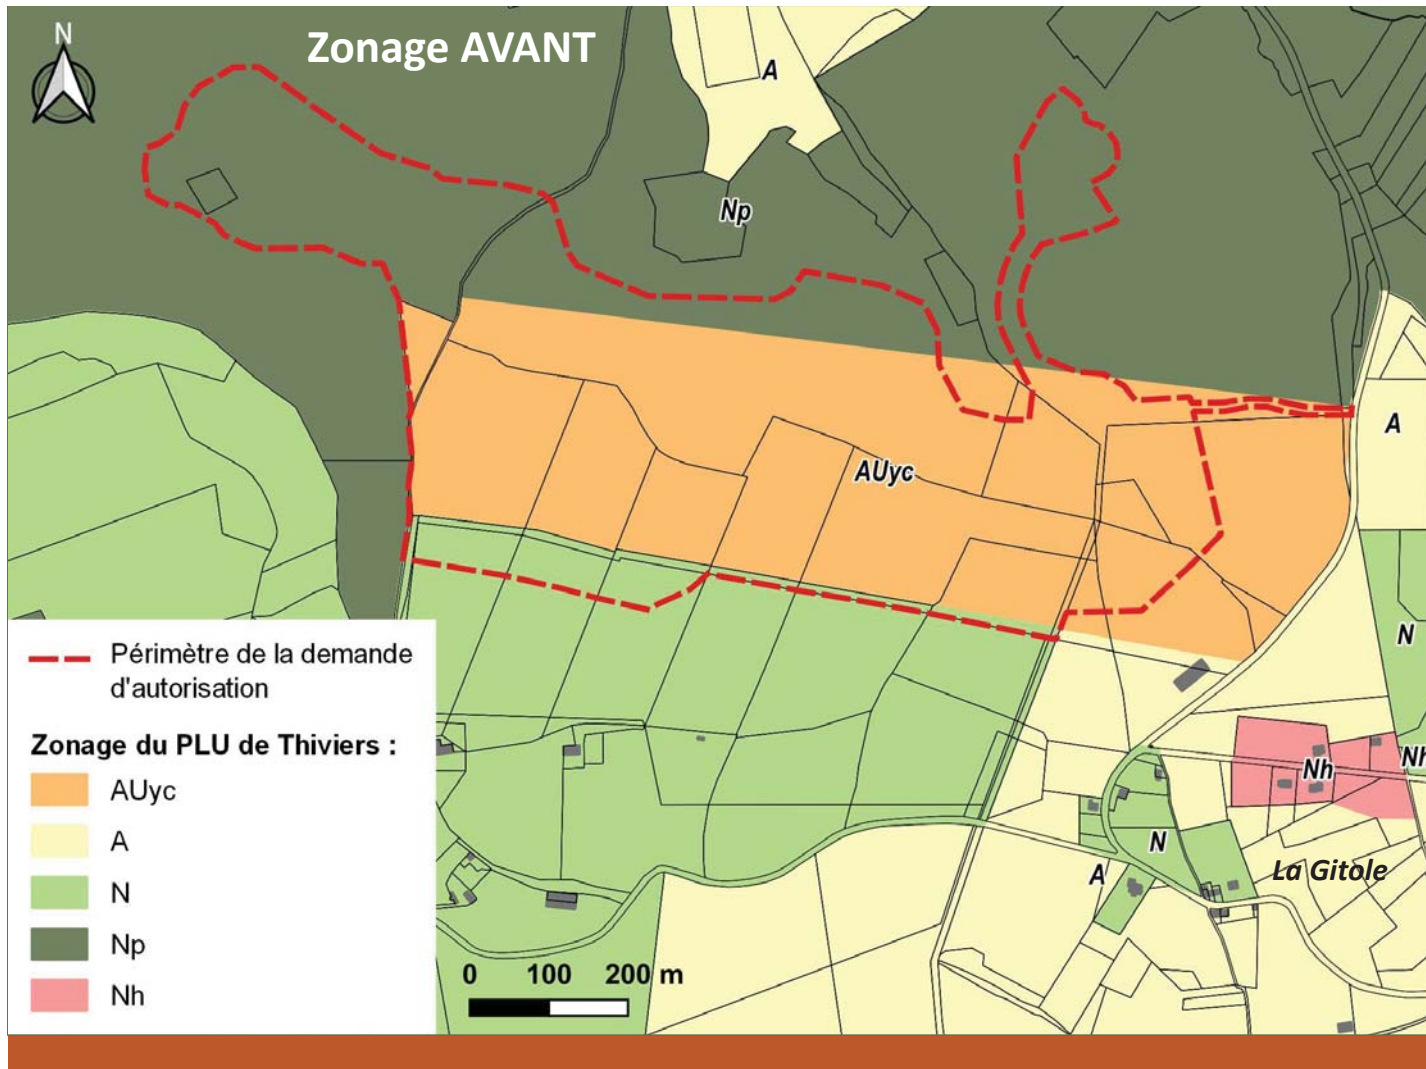 Zonage AVANT
N
A
Np
AUyc
A
N
Nh
Nh
N
A
La Gitole
Périmètre de la demande
d'autorisation
Zonage du PLU de Thiviers :
AUyc
A
N
Np
Nh
0 100 200 m